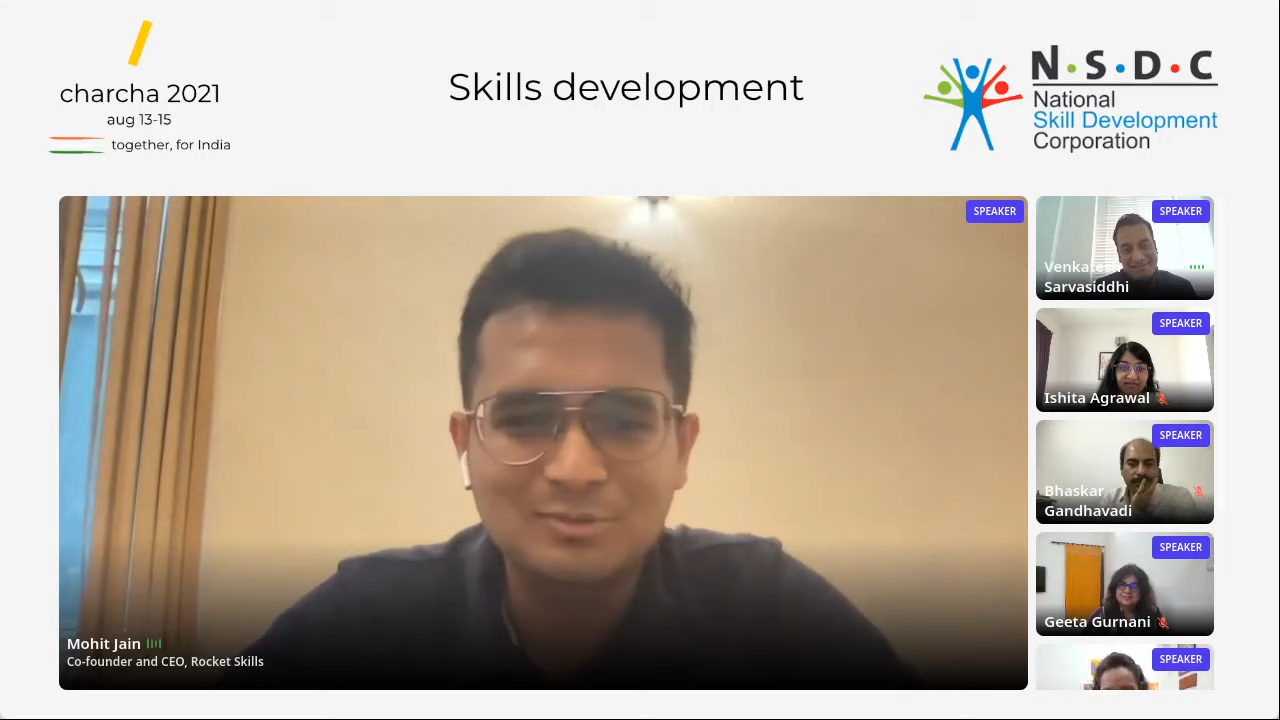 charcha 2021
aug 13-15
together, for India
Skills development
N·S·D·C
National
Skill Development
Corporation
SPEAKER
Mohit Jain
Co-founder and CEO, Rocket Skills
SPEAKER
Venkatesh
Sarvasiddhi
SPEAKER
Ishita Agrawal
SPEAKER
Bhaskar
Gandhavadi
SPEAKER
Geeta Gurnani
SPEAKER